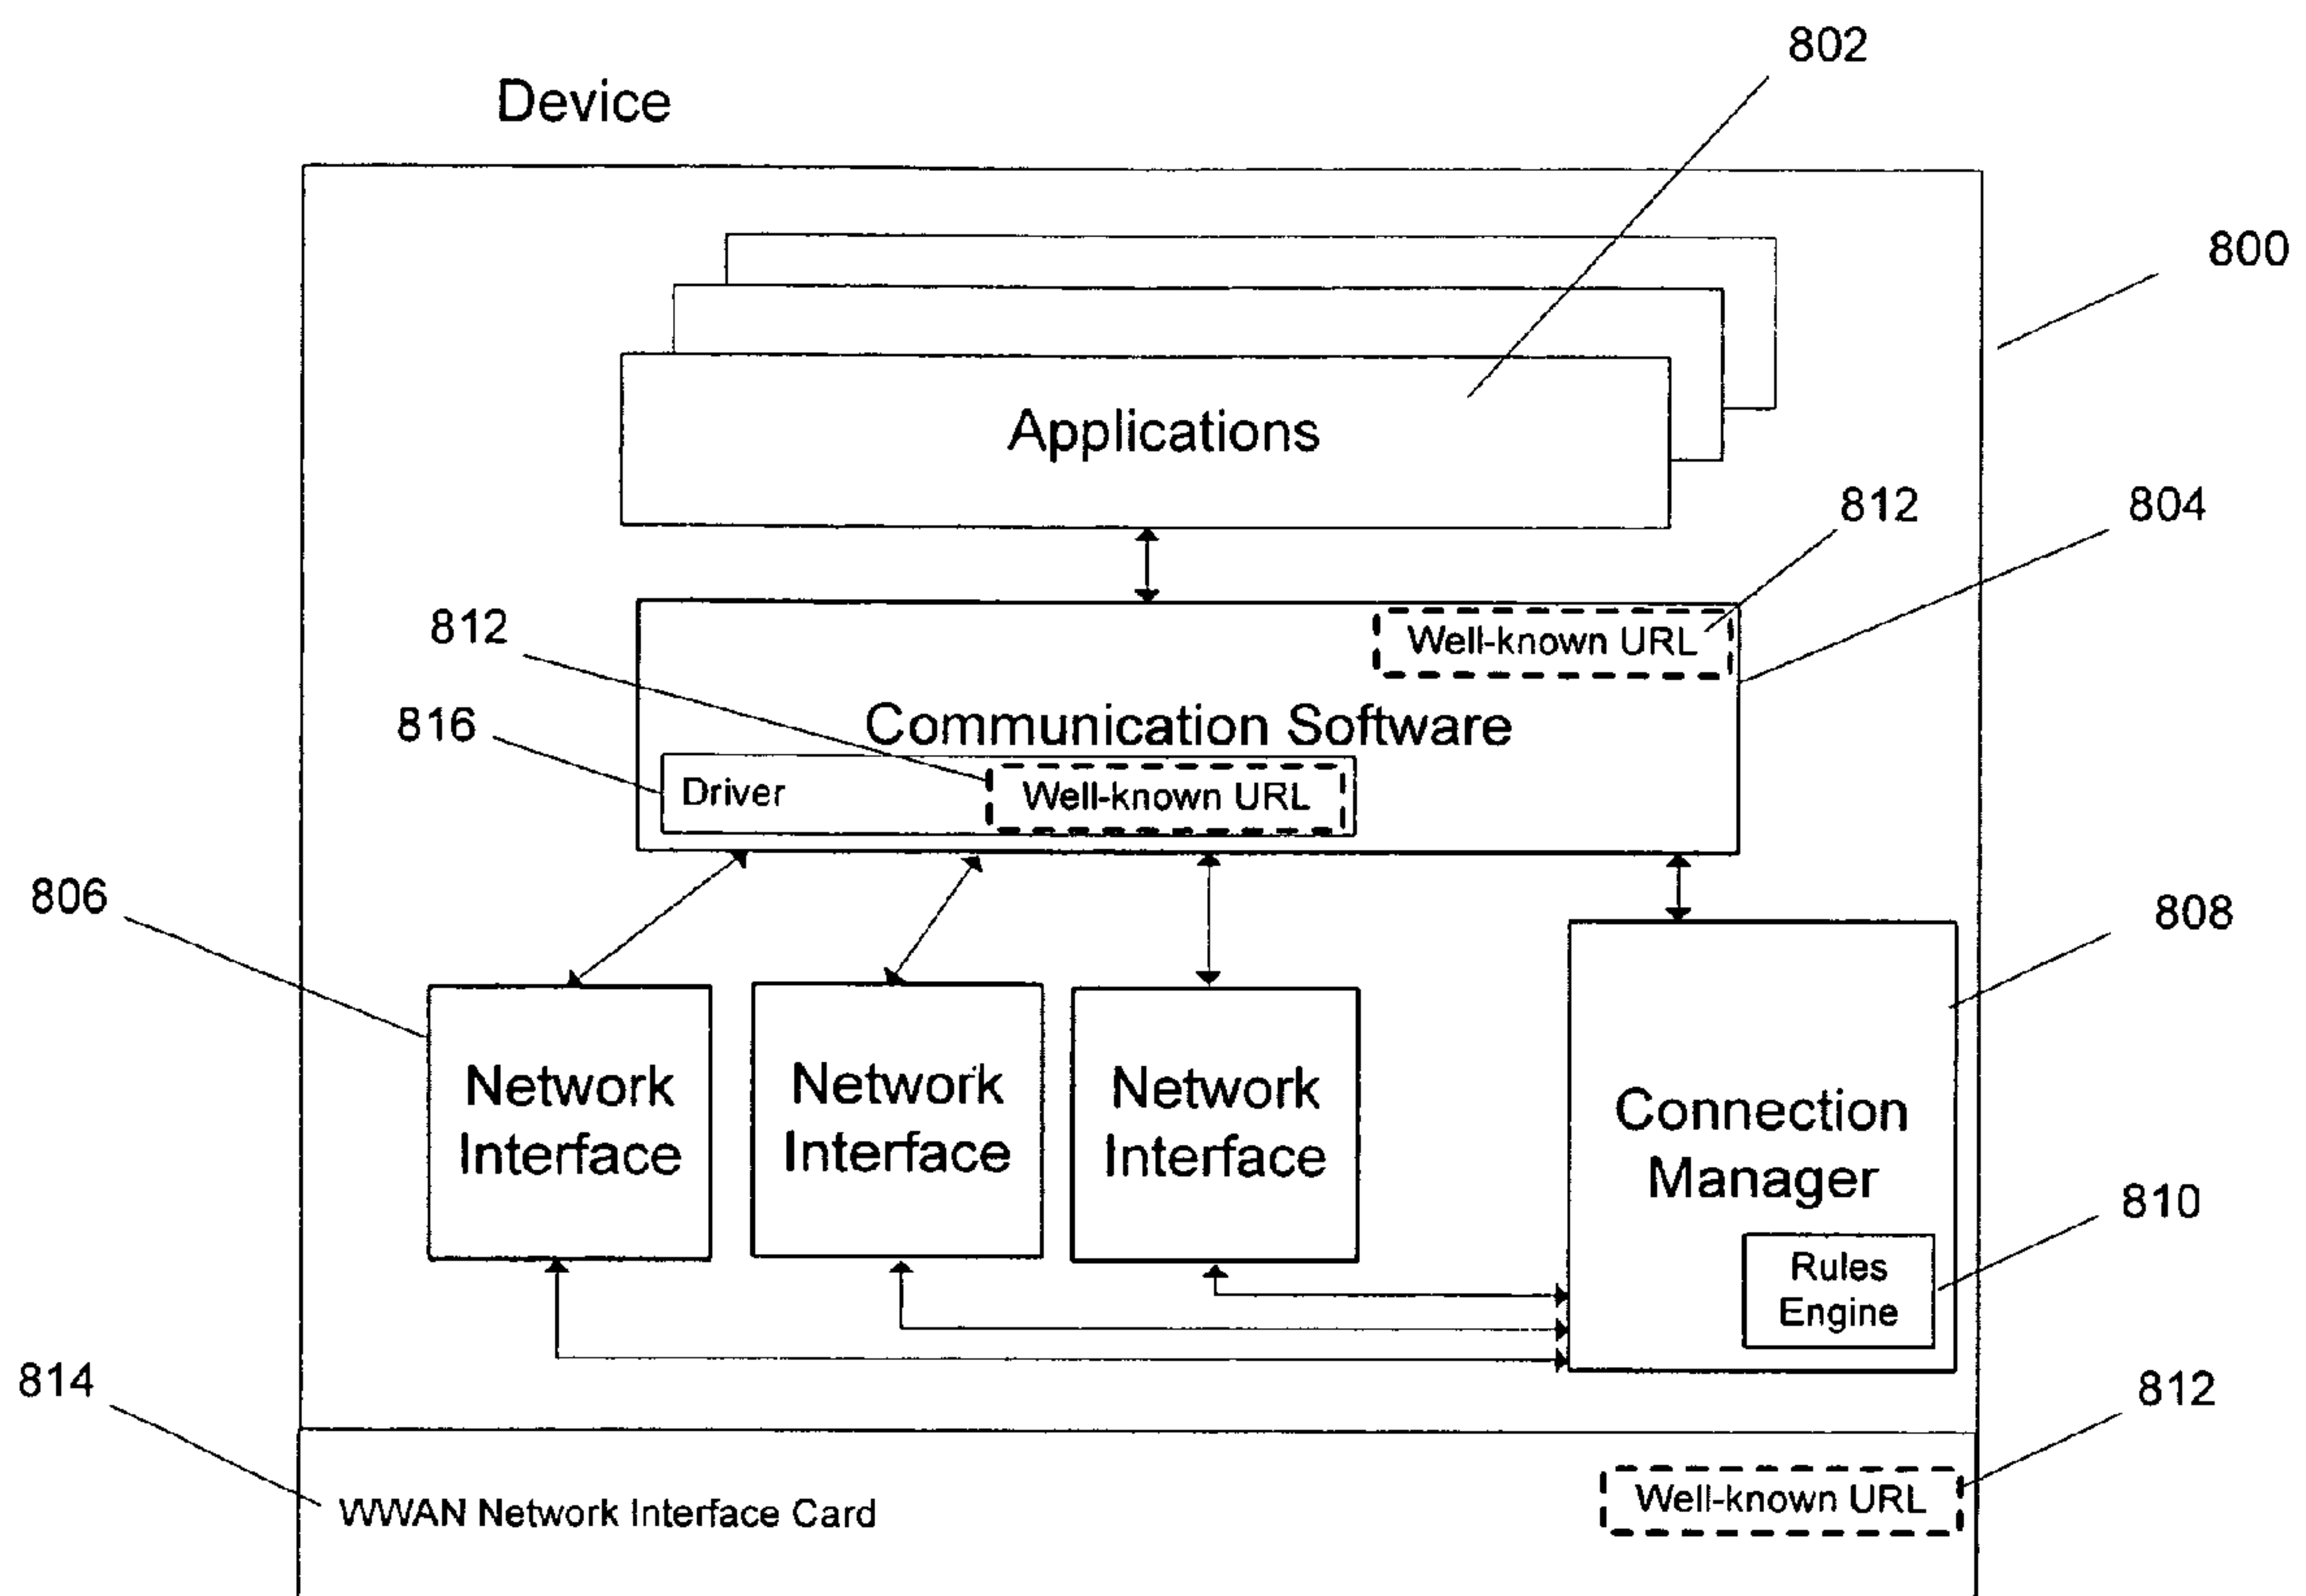 802
Device
800
Applications
812
804
812
Well-known URL
816
Communication Software
Driver
Well-known URL
806
808
Network
Interface
Network
Interface
Network
Interface
Connection
Manager
810
Rules
Engine
814
812
WWAN Network Interface Card
Well-known URL